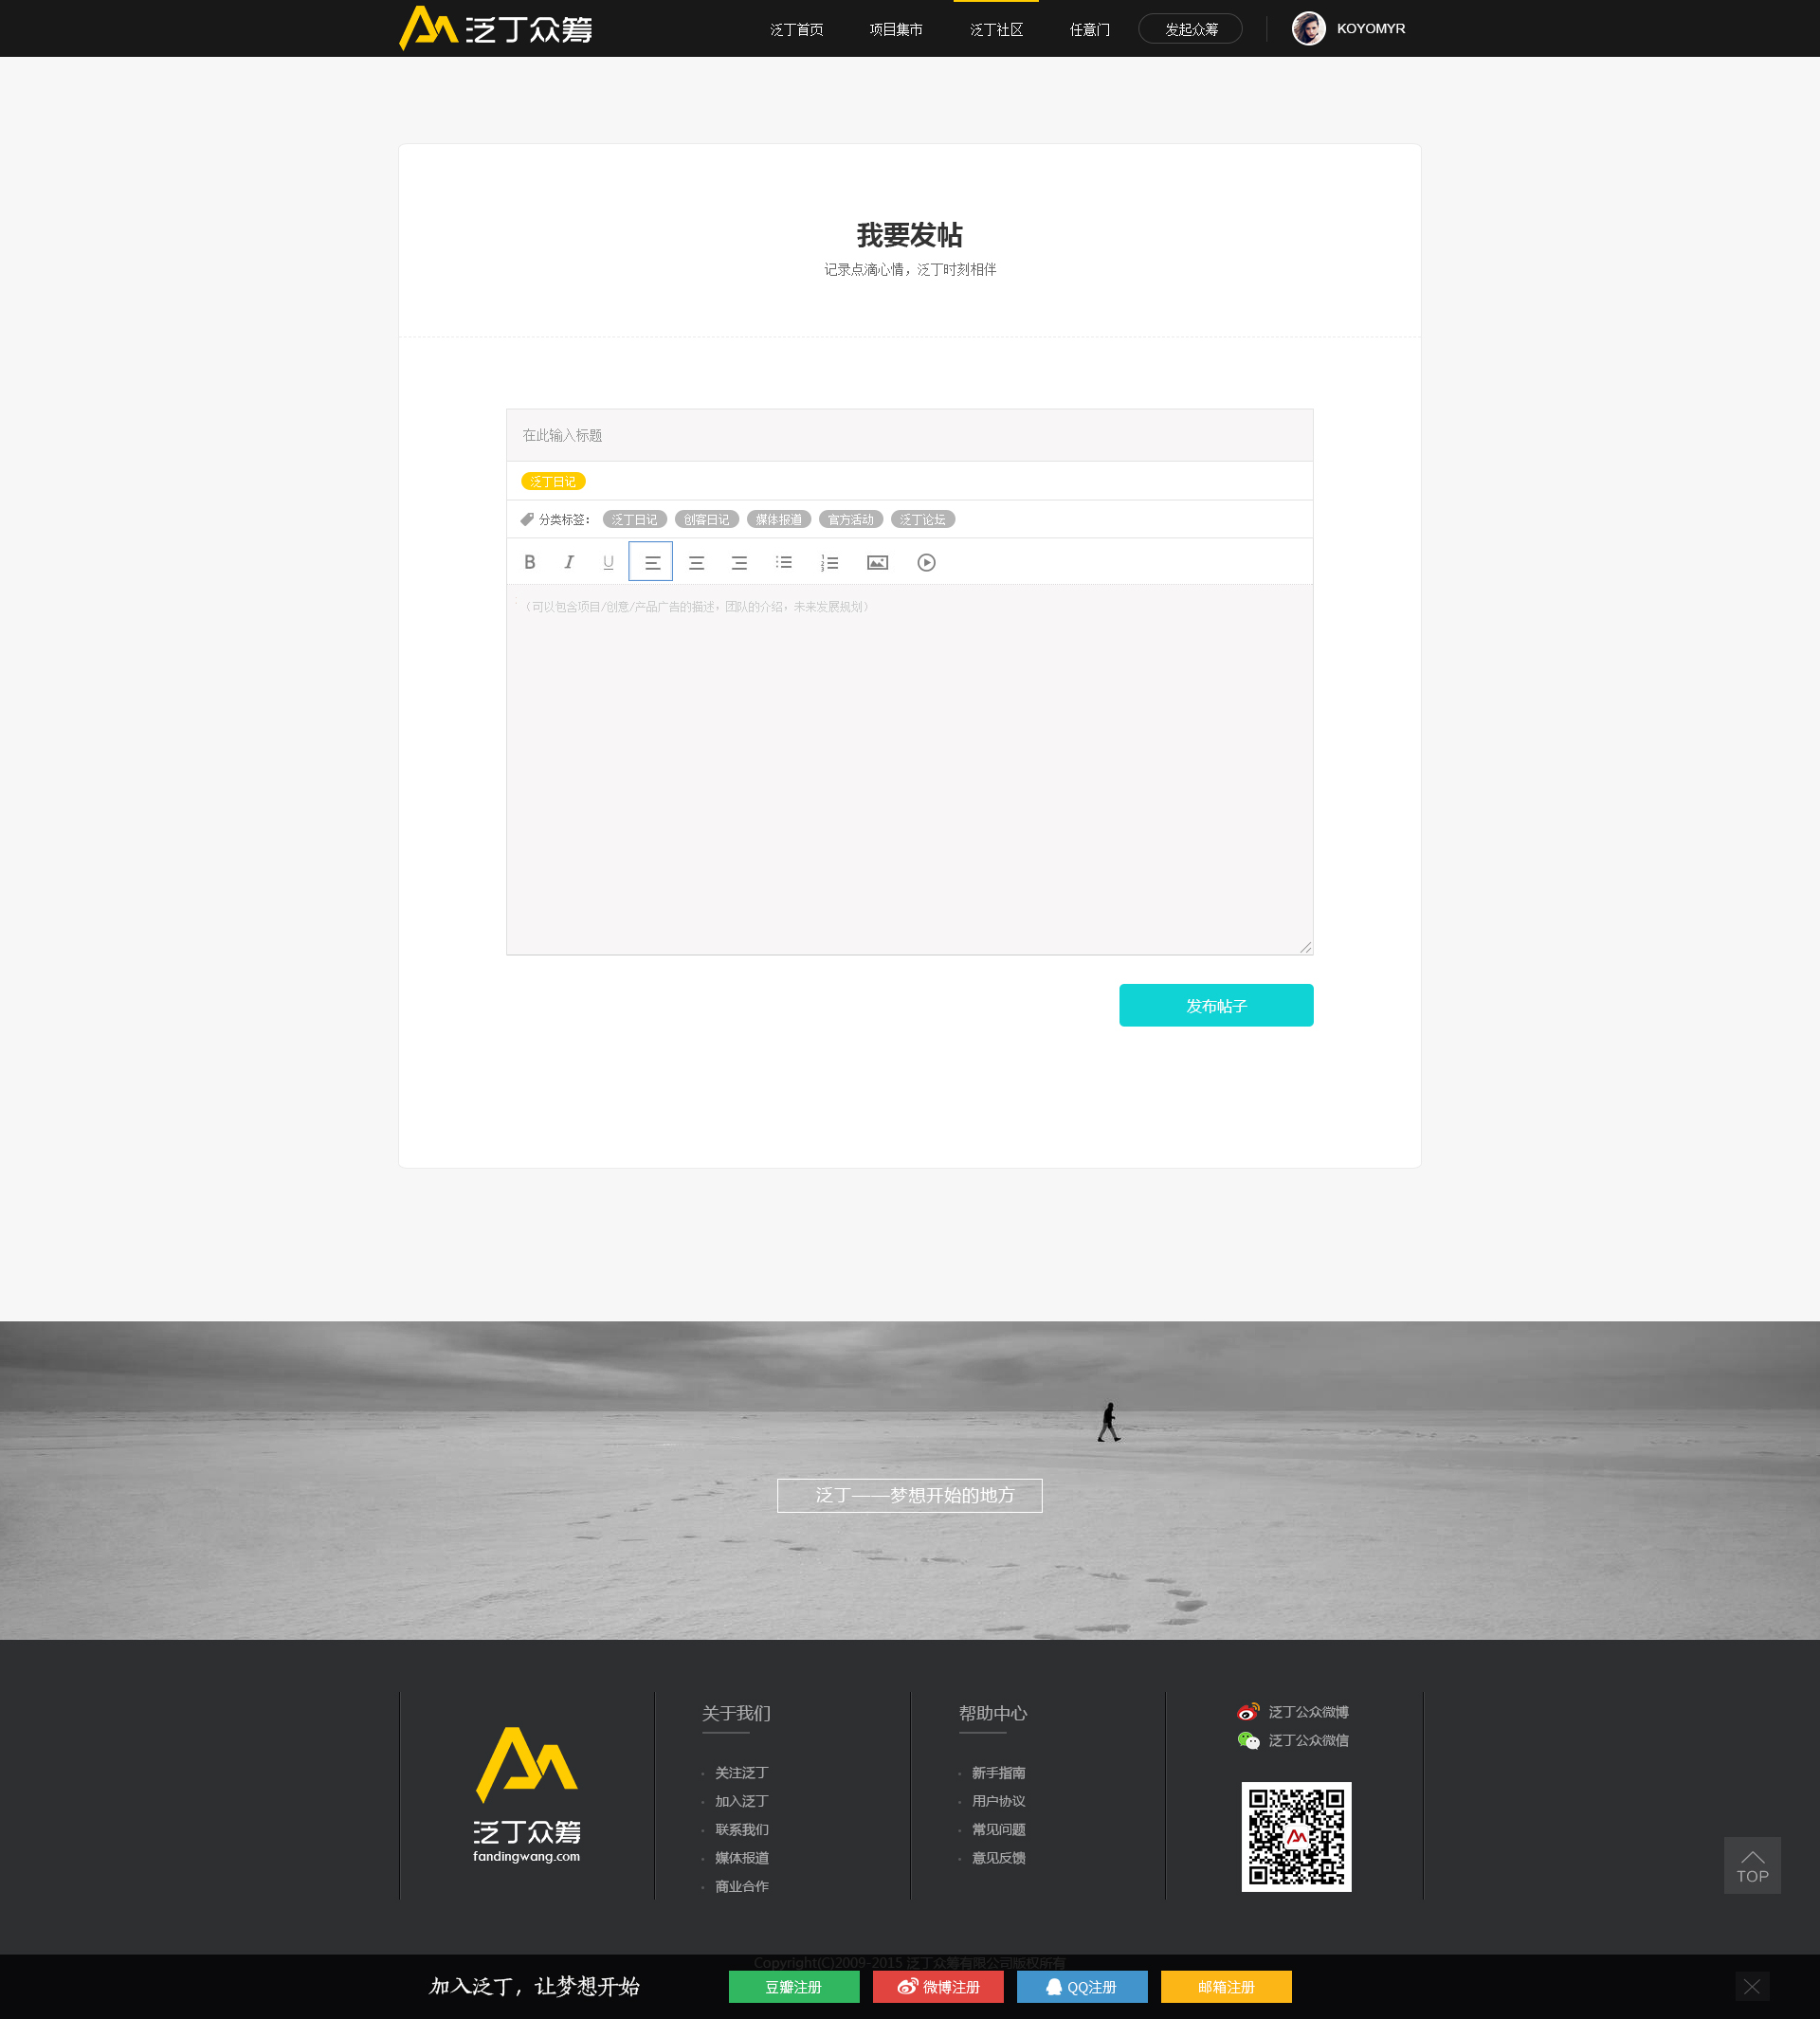 泛丁众筹
泛丁首页 项目集市 泛丁社区 任意门 发起众筹 KOYOMYR
我要发帖
记录点滴心情，泛丁时刻相伴
在此输入标题
泛丁日记
分类标签： 泛丁日记 创客日记 媒体报道 官方活动 泛丁论坛
B I U
（可以包含项目/创意/产品广告的描述，团队的介绍，未来发展规划）
发布帖子
泛丁——梦想开始的地方
泛丁众筹
fandingwang.com
关于我们
关注泛丁
加入泛丁
联系我们
媒体报道
商业合作
帮助中心
新手指南
用户协议
常见问题
意见反馈
泛丁公众微博
泛丁公众微信
TOP
Copyright(C)2009-2015 泛丁众筹有限公司版权所有
加入泛丁，让梦想开始 豆瓣注册 微博注册 QQ注册 邮箱注册